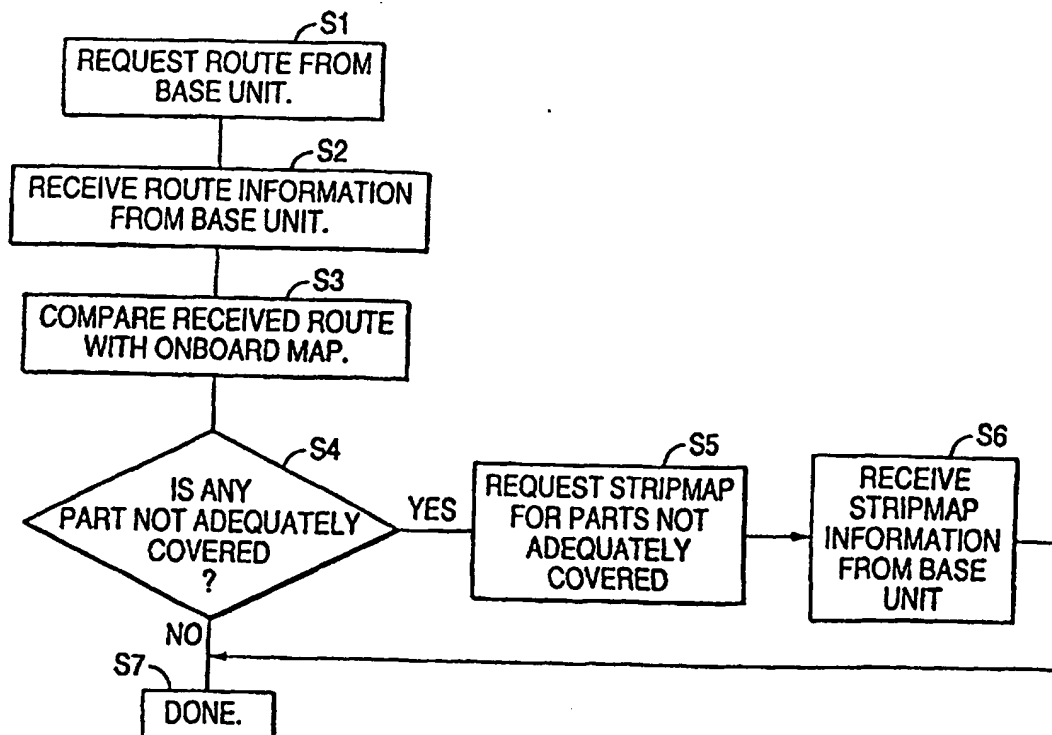 S1
REQUEST ROUTE FROM
BASE UNIT.
S2
RECEIVE ROUTE INFORMATION
FROM BASE UNIT.
S3
COMPARE RECEIVED ROUTE
WITH ONBOARD MAP.
S4
IS ANY
PART NOT ADEQUATELY
COVERED
?
YES
S5
REQUEST STRIPMAP
FOR PARTS NOT
ADEQUATELY
COVERED
S6
RECEIVE
STRIPMAP
INFORMATION
FROM BASE
UNIT
NO
S7
DONE.